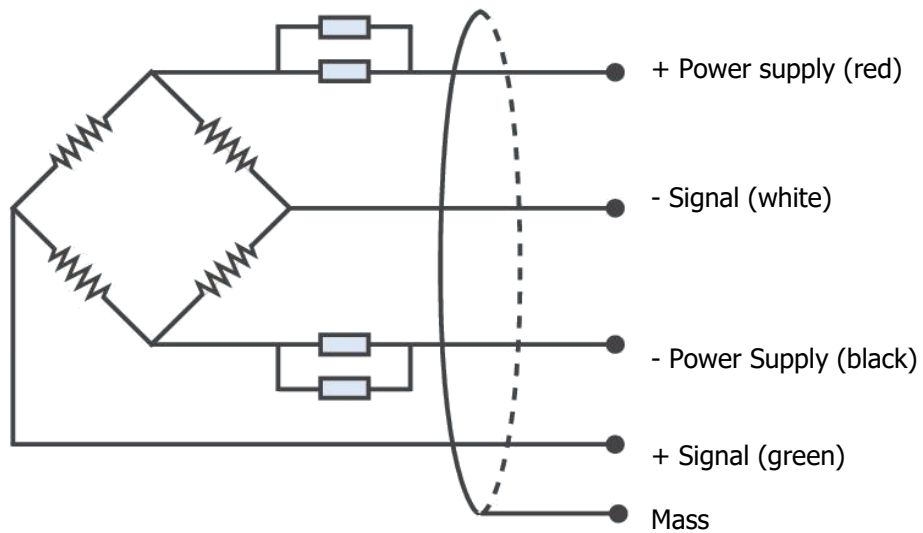 + Power supply (red)
- Signal (white)
- Power Supply (black)
+ Signal (green)
Mass